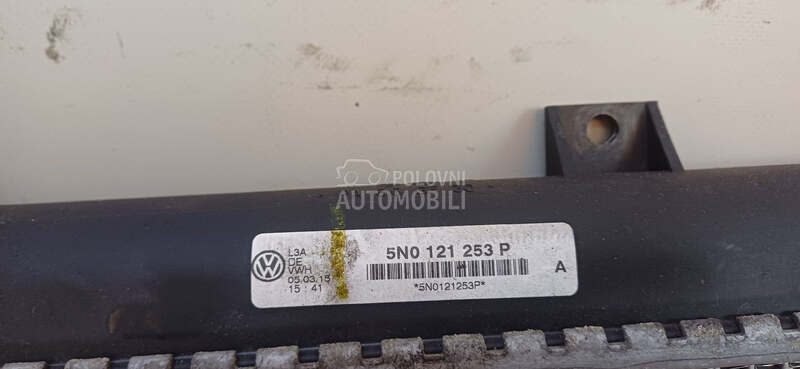 POLOVNI
AUTOMOBILI
L3A
DE
VWH
05.03.15
15 : 41
5N0 121 253 P
*5N0121253P*
A